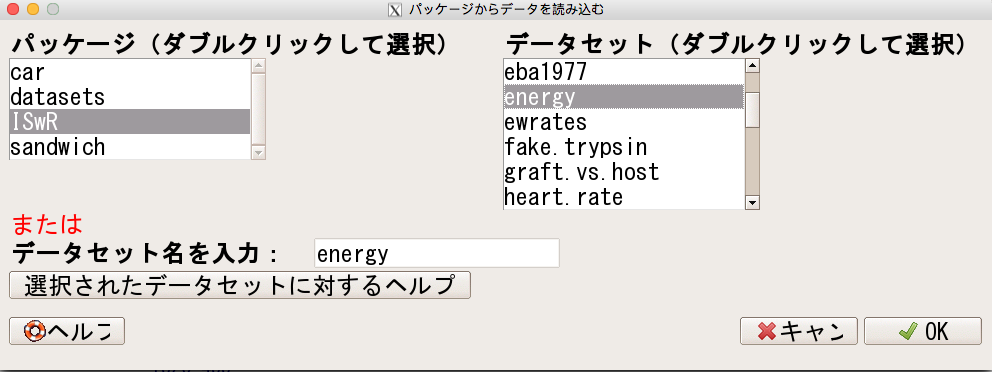 パッケージからデータを読み込む
パッケージ（ダブルクリックして選択）
car
datasets
ISwR
sandwich
データセット（ダブルクリックして選択）
eba1977
energy
ewrates
fake.trypsin
graft.vs.host
heart.rate
または
データセット名を入力：
energy
選択されたデータセットに対するヘルプ
ヘルプ
キャン
OK